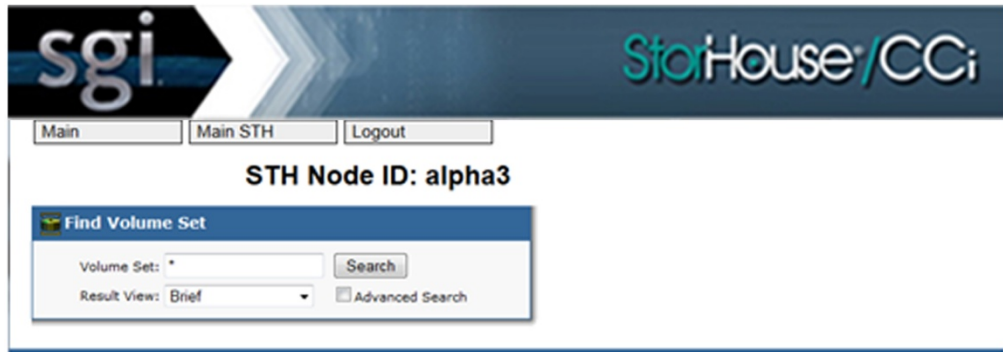 sgi
StorHouse/CCi
Main Main STH Logout
STH Node ID: alpha3
Find Volume Set
Volume Set: * Search
Result View: Brief Advanced Search